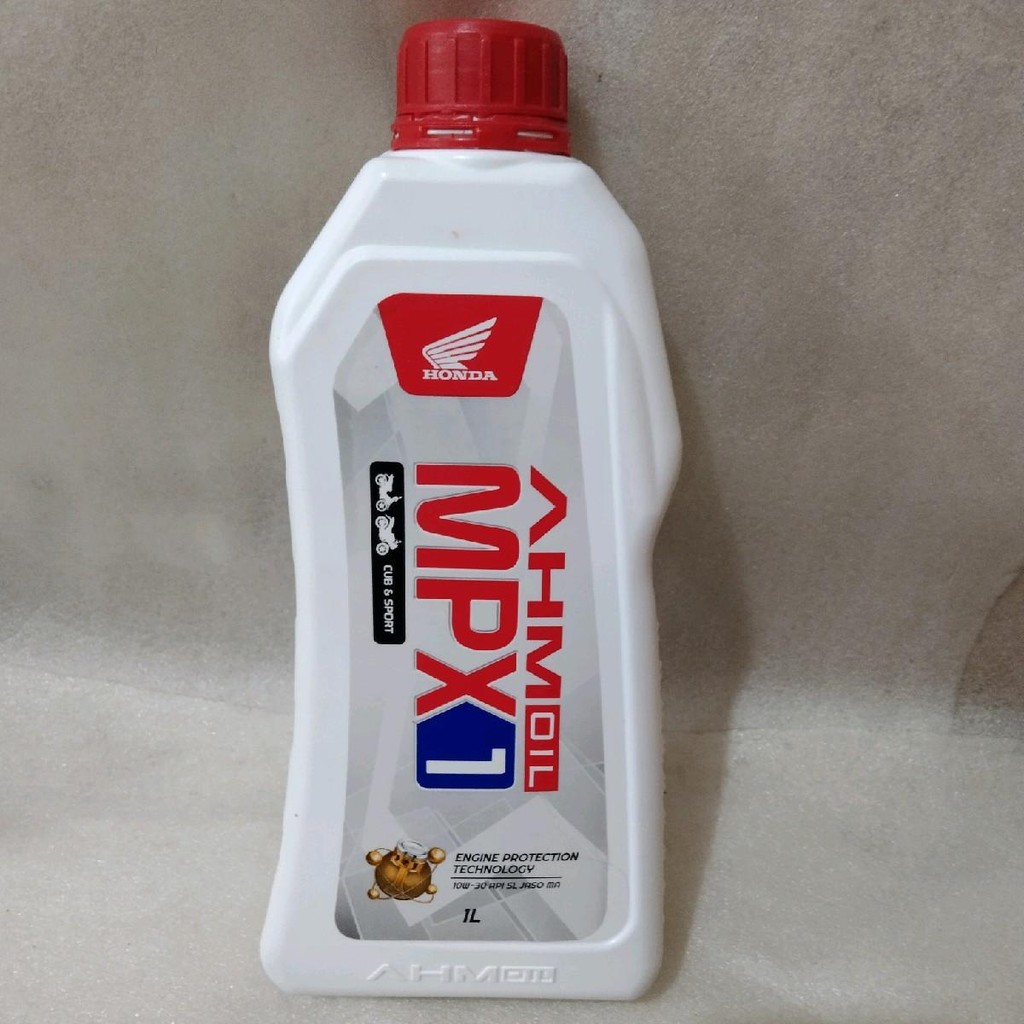 HONDA
AHM OIL
MPX 1
CUB & SPORT
ENGINE PROTECTION
TECHNOLOGY
10W-30 API SL JASO MA
1L
AHM OIL